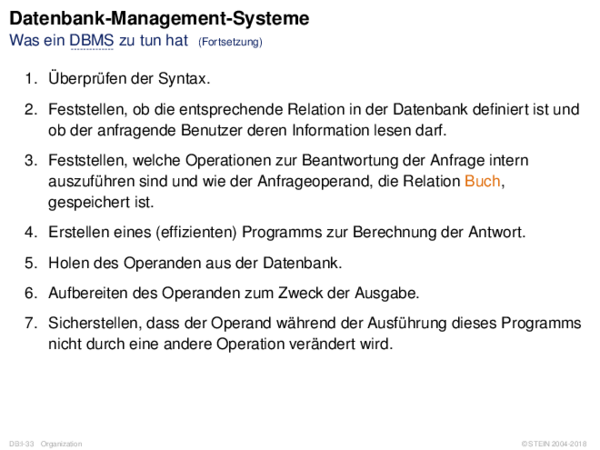 Datenbank-Management-Systeme
Was ein DBMS zu tun hat (Fortsetzung)
1. Überprüfen der Syntax.
2. Feststellen, ob die entsprechende Relation in der Datenbank definiert ist und
ob der anfragende Benutzer deren Information lesen darf.
3. Feststellen, welche Operationen zur Beantwortung der Anfrage intern
auszuführen sind und wie der Anfrageoperand, die Relation Buch,
gespeichert ist.
4. Erstellen eines (effizienten) Programms zur Berechnung der Antwort.
5. Holen des Operanden aus der Datenbank.
6. Aufbereiten des Operanden zum Zweck der Ausgabe.
7. Sicherstellen, dass der Operand während der Ausführung dieses Programms
nicht durch eine andere Operation verändert wird.
DB:I-33 Organization © STEIN 2004-2018